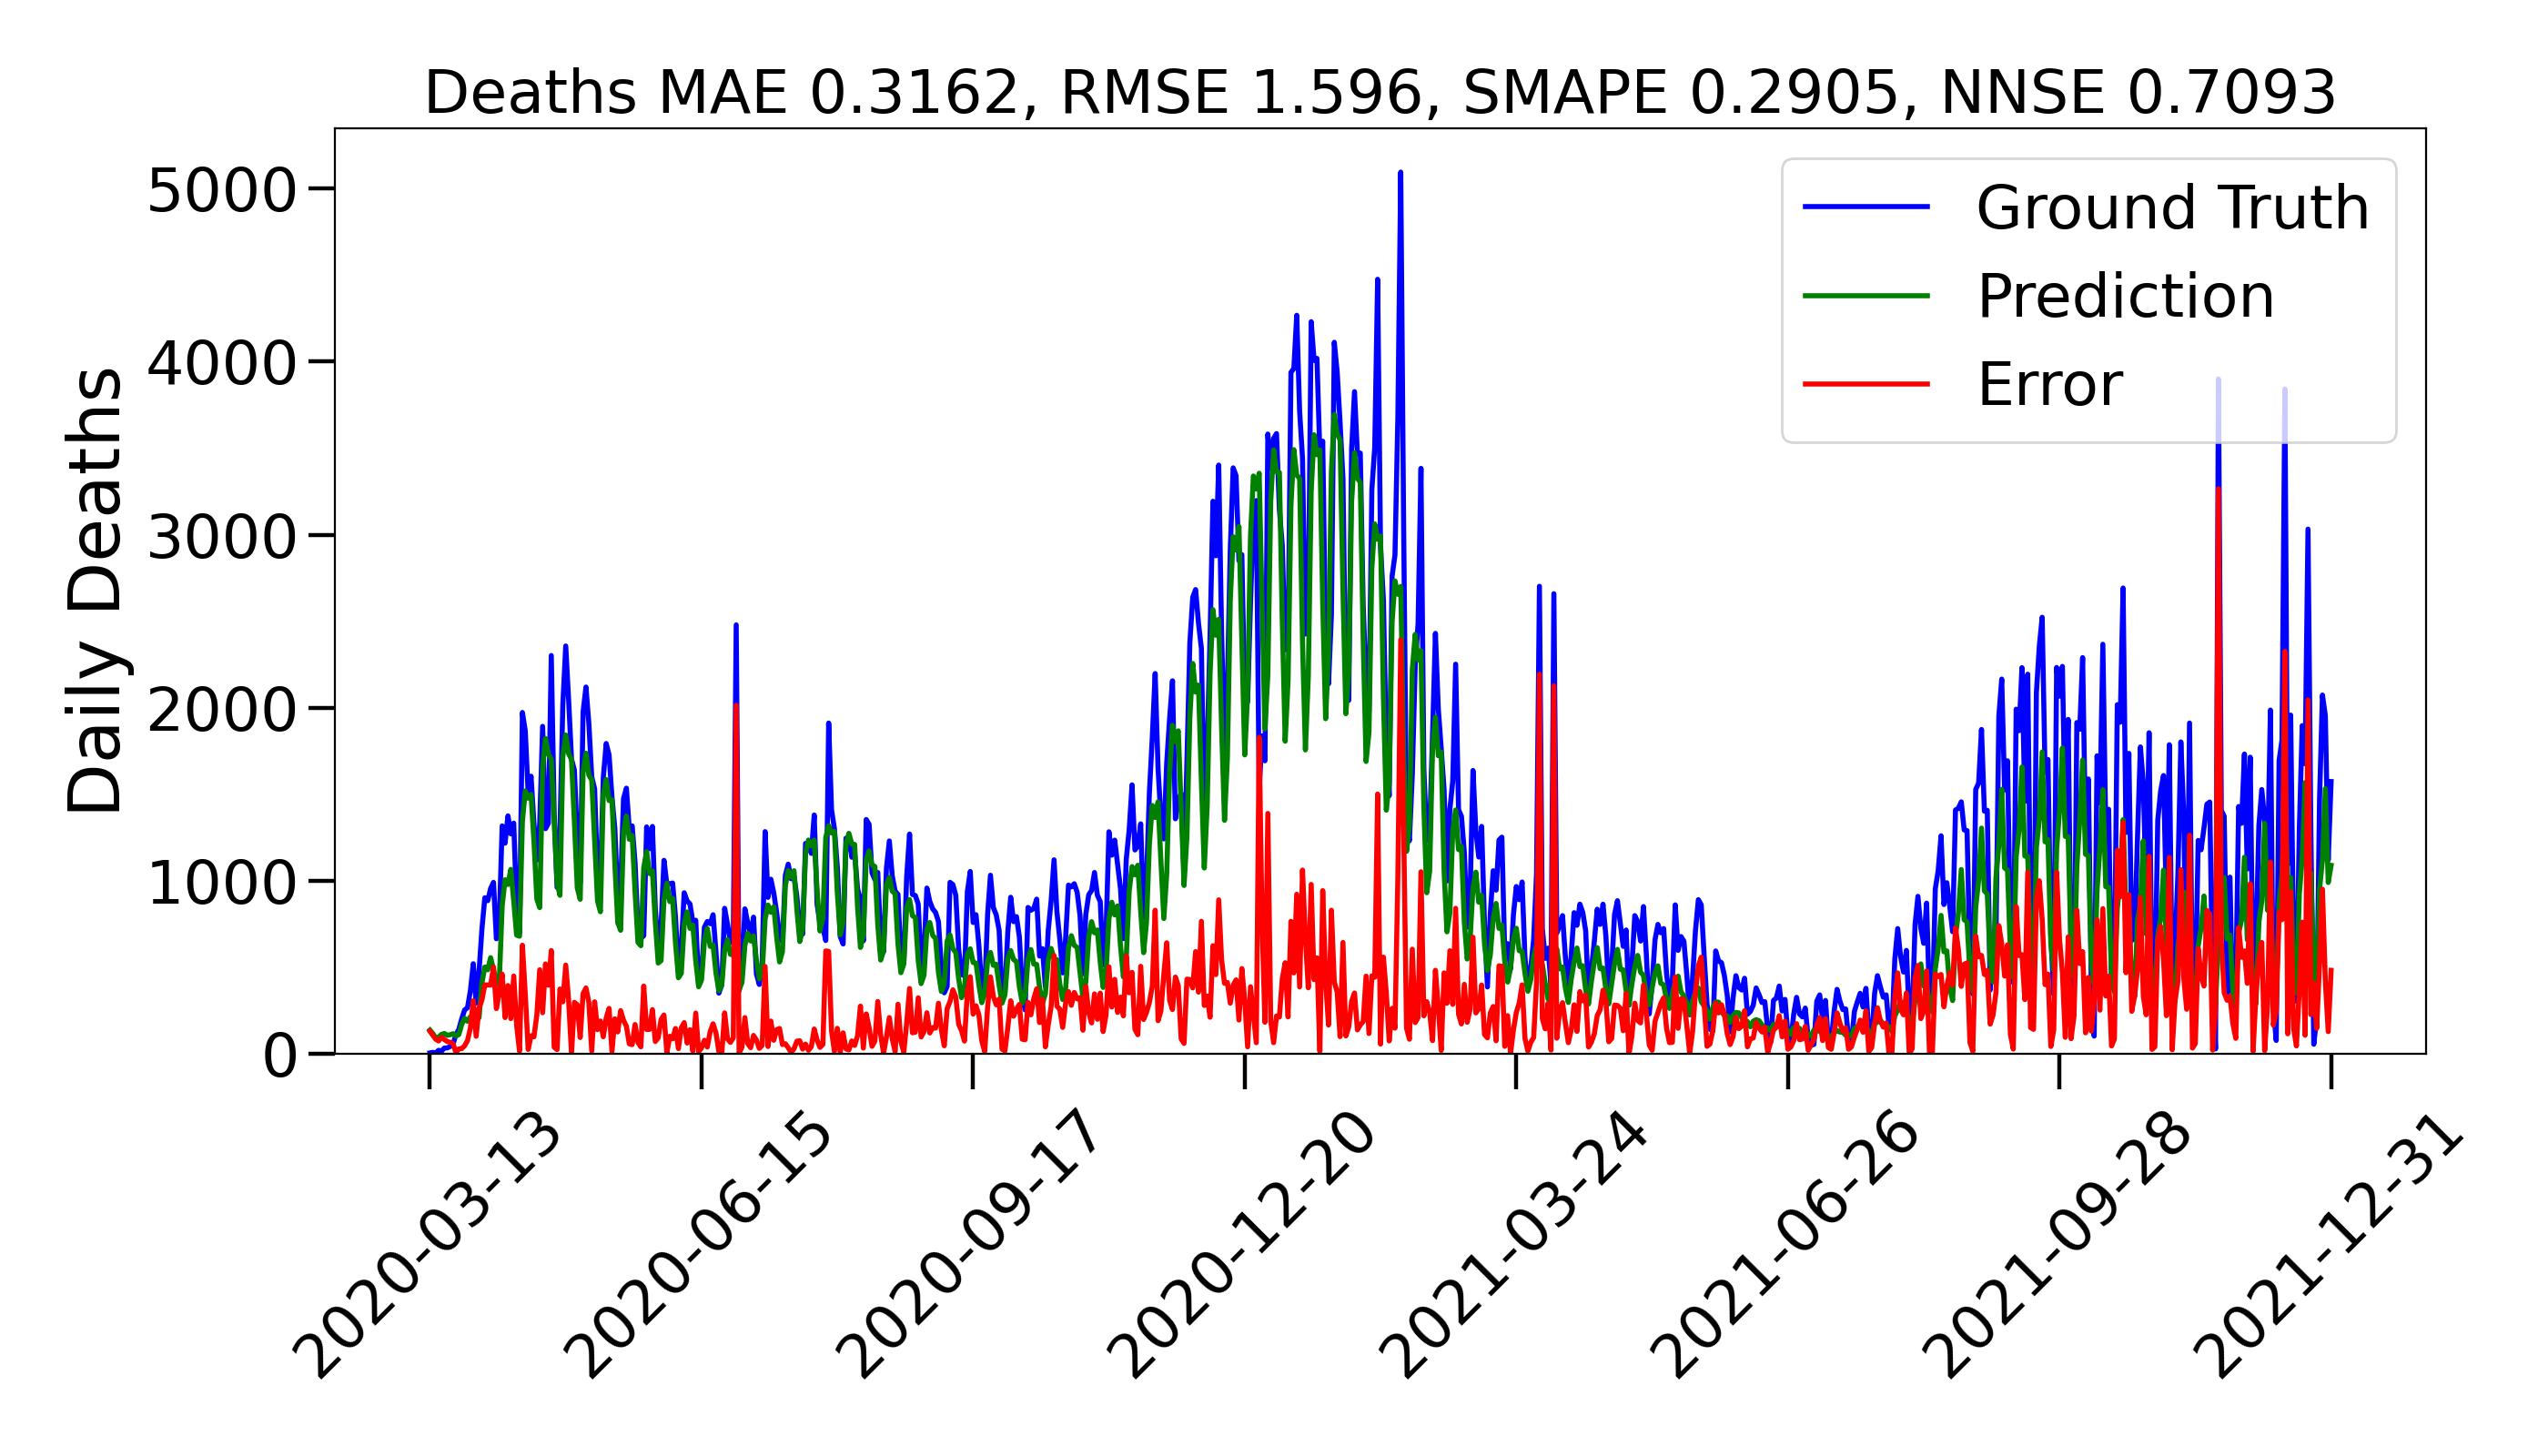 Deaths MAE 0.3162, RMSE 1.596, SMAPE 0.2905, NNSE 0.7093
Ground Truth
Prediction
Error
Daily Deaths
5000
4000
3000
2000
1000
0
2020-03-13
2020-06-15
2020-09-17
2020-12-20
2021-03-24
2021-06-26
2021-09-28
2021-12-31